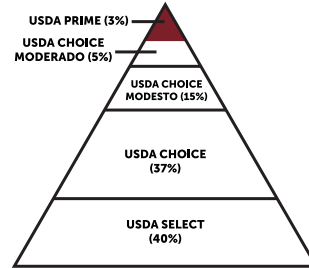 USDA PRIME (3%)
USDA CHOICE
MODERADO (5%)
USDA CHOICE
MODESTO (15%)
USDA CHOICE
(37%)
USDA SELECT
(40%)